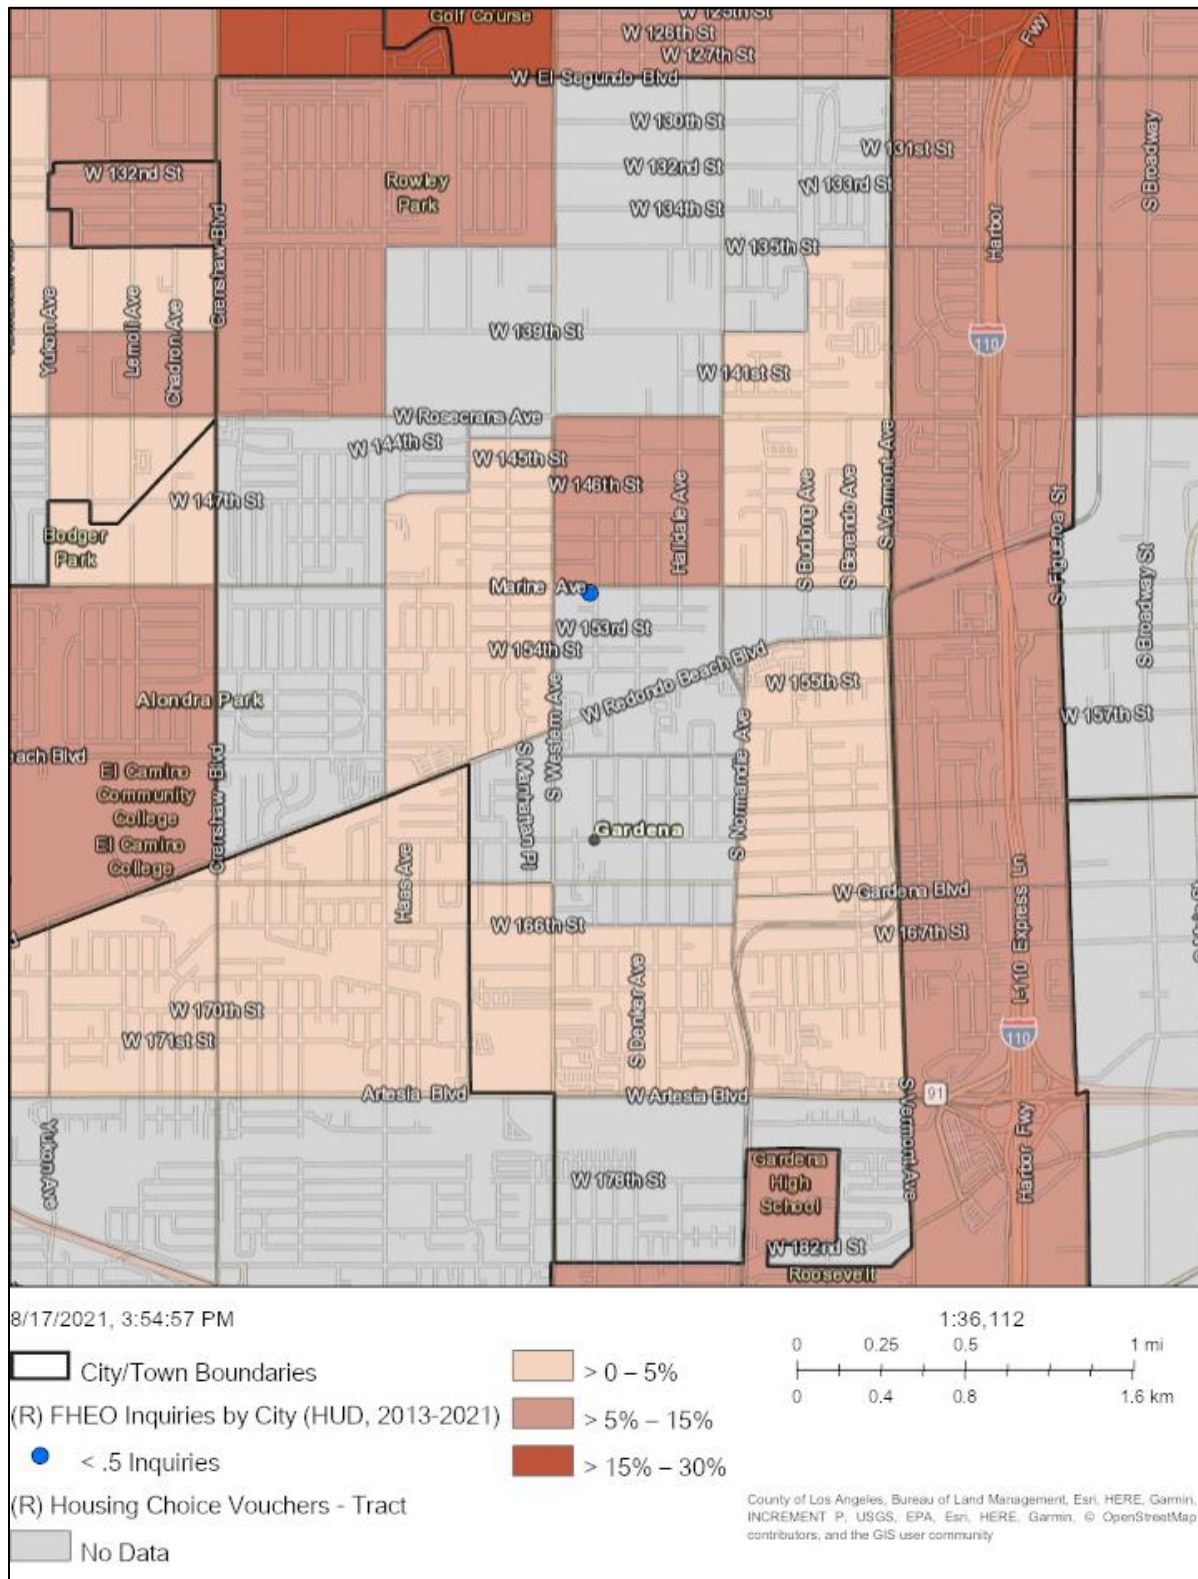 Golf Course
W 125th St
W 126th St
W 127th St
Fwy
W El Segundo Blvd
W 130th St
W 131st St
S Broadway
W 132nd St
W 132nd St
Rowley
Park
W 133rd St
W 134th St
Harbor
Crenshaw Blvd
W 135th St
Yukon Ave
Lemoli Ave
Chadron Ave
W 139th St
110
W 141st St
W Rosecrans Ave
W 144th St
W 145th St
W 146th St
Halldale Ave
S Budlong Ave
S Berendo Ave
S Vermont Ave
W 147th St
Bodger
Park
S Figueroa St
Marine Ave
S Broadway St
W 153rd St
W 154th St
W Redondo Beach Blvd
W 155th St
Alondra Park
S Western Ave
W 157th St
each Blvd
El Camino
Community
College
El Camino
College
Crenshaw Blvd
S Manhattan Pl
S Normandie Ave
Gardena
Haas Ave
W Gardena Blvd
W 166th St
W 167th St
I-110 Express Ln
S Denker Ave
W 170th St
W 171st St
110
Artesia Blvd
W Artesia Blvd
91
S Vermont Ave
Harbor Fwy
Yukon Ave
W 178th St
Gardena
High
School
W 182nd St
Roosevelt
8/17/2021, 3:54:57 PM
1:36,112
0 0.25 0.5 1 mi
0 0.4 0.8 1.6 km
City/Town Boundaries
(R) FHEO Inquiries by City (HUD, 2013-2021)
< .5 Inquiries
(R) Housing Choice Vouchers - Tract
No Data
> 0 – 5%
> 5% – 15%
> 15% – 30%
County of Los Angeles, Bureau of Land Management, Esri, HERE, Garmin,
INCREMENT P, USGS, EPA, Esri, HERE, Garmin, © OpenStreetMap
contributors, and the GIS user community